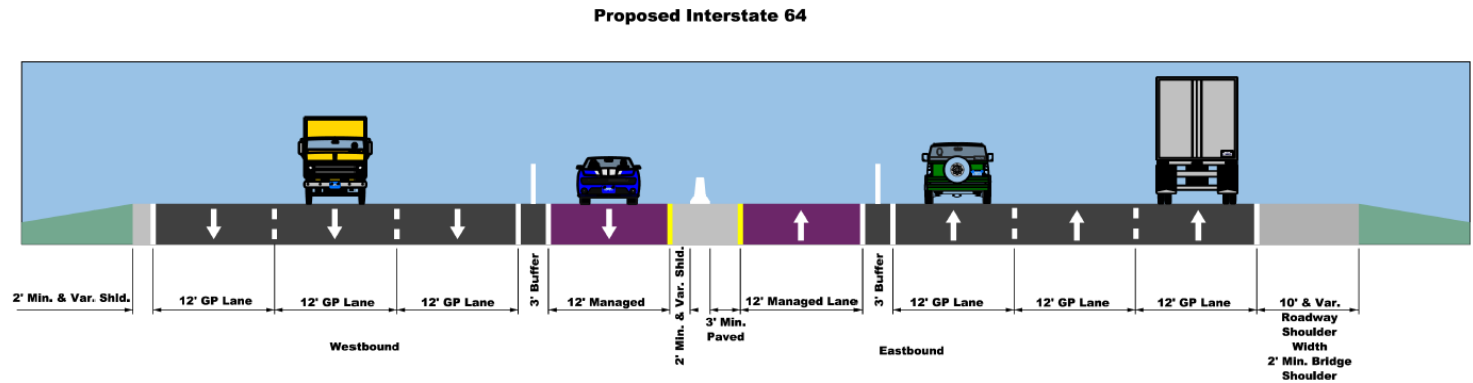 Proposed Interstate 64
2' Min. & Var. Shld.
12' GP Lane
12' GP Lane
12' GP Lane
3' Buffer
12' Managed
2' Min. & Var. Shld.
3' Min.
Paved
12' Managed Lane
3' Buffer
12' GP Lane
12' GP Lane
12' GP Lane
10' & Var.
Roadway
Shoulder
Width
2' Min. Bridge
Shoulder
Westbound
Eastbound